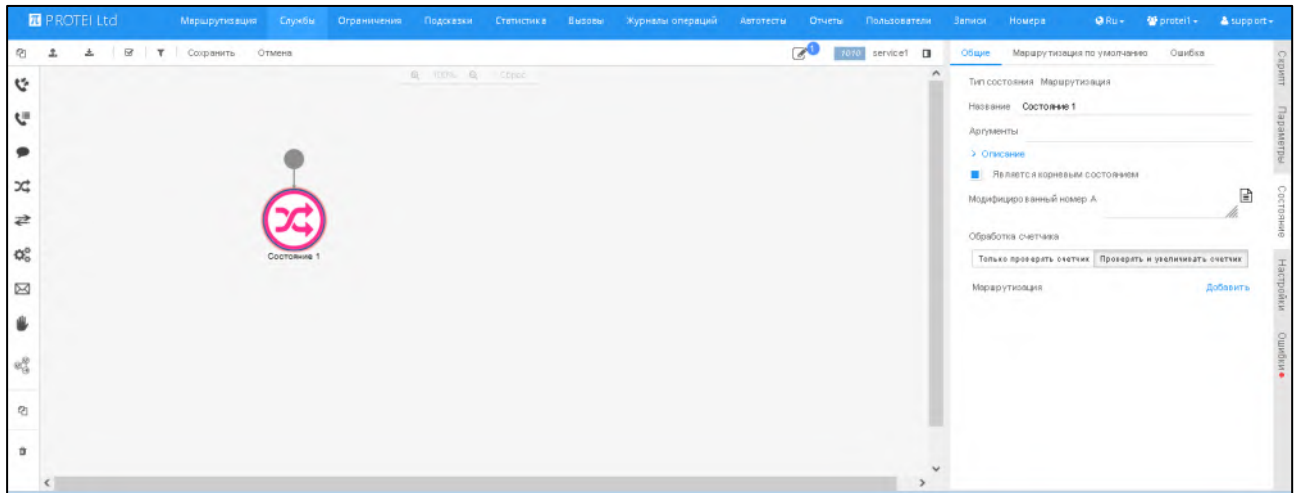 PROTEI Ltd Маршрутизация Службы Ограничения Подсказки Статистика Вызовы Журналы операций Автотесты Отчеты Пользователи Записи Номера Ru protei1 support
Сохранить Отмена 1 1010 service1 Общие Маршрутизация по умолчанию Ошибка
100% Сброс
Скрипт
Параметры
Состояние
Настройки
Ошибки
Тип состояния Маршрутизация
Название Состояние 1
Аргументы
> Описание
Является корневым состоянием
Модифицированный номер А
Обработка счетчика
Только проверять счетчик Проверять и увеличивать счетчик
Маршрутизация Добавить
Состояние 1